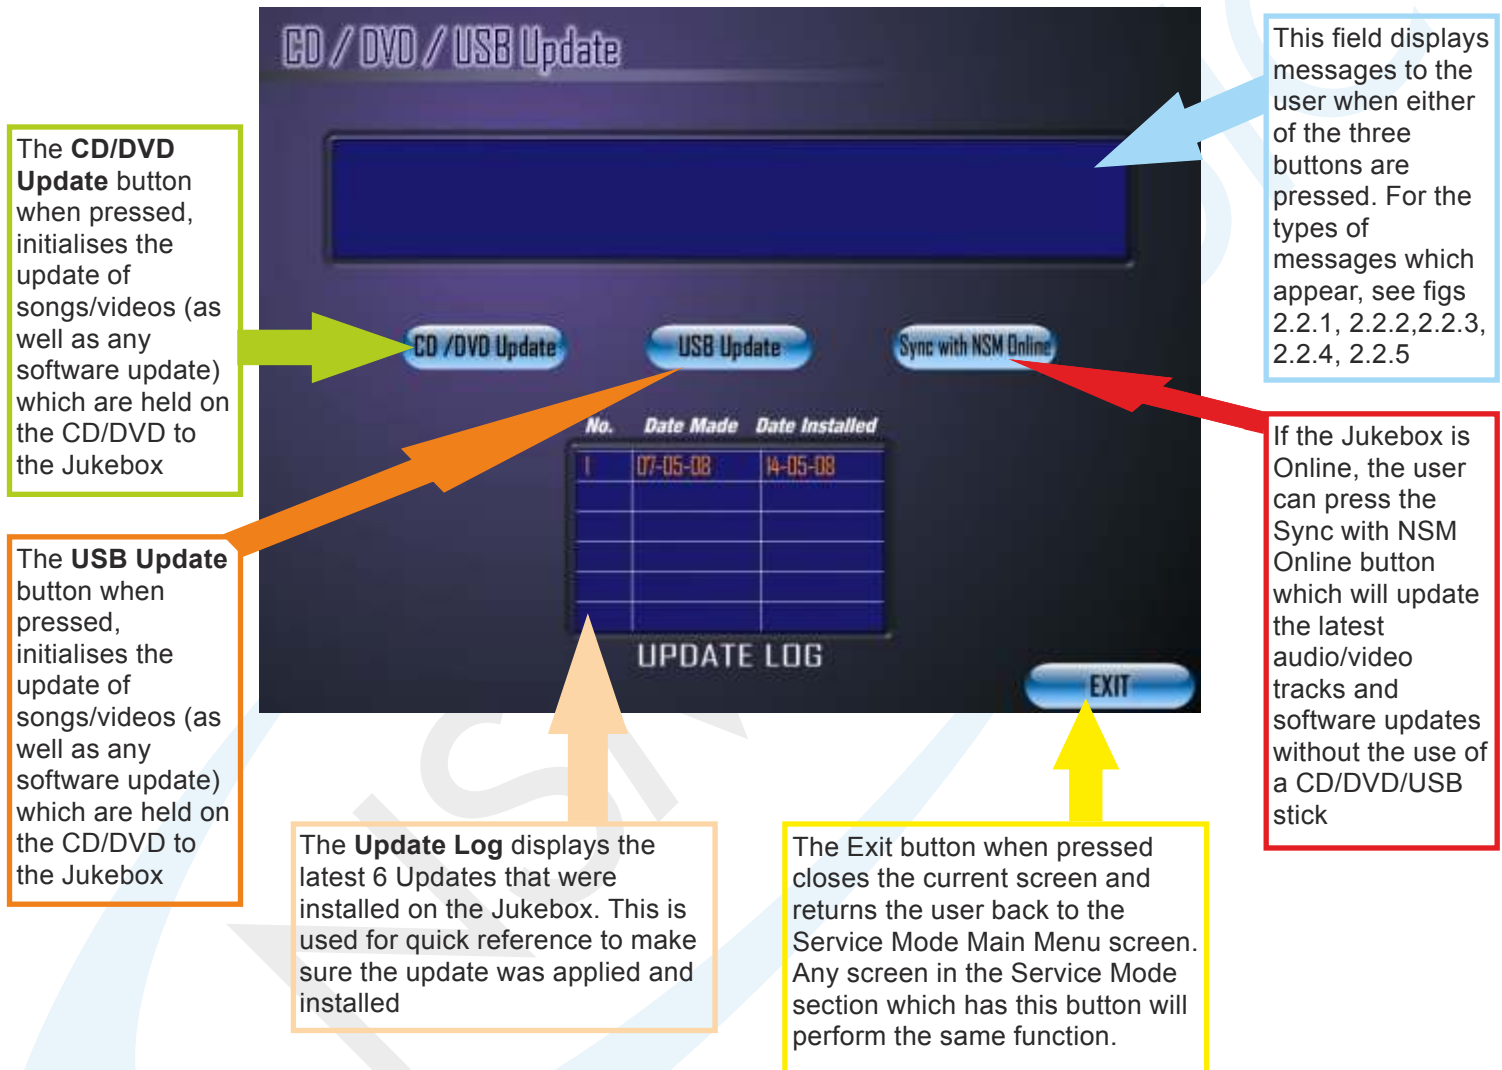 CD / DVD / USB Update
The CD/DVD
Update button
when pressed,
initialises the
update of
songs/videos (as
well as any
software update)
which are held on
the CD/DVD to
the Jukebox
The USB Update
button when
pressed,
initialises the
update of
songs/videos (as
well as any
software update)
which are held on
the CD/DVD to
the Jukebox
CD /DVD Update
USB Update
Sync with NSM Online
No. Date Made Date Installed
1 07-05-08 14-05-08
UPDATE LOG
EXIT
This field displays
messages to the
user when either
of the three
buttons are
pressed. For the
types of
messages which
appear, see figs
2.2.1, 2.2.2,2.2.3,
2.2.4, 2.2.5
If the Jukebox is
Online, the user
can press the
Sync with NSM
Online button
which will update
the latest
audio/video
tracks and
software updates
without the use of
a CD/DVD/USB
stick
The Update Log displays the
latest 6 Updates that were
installed on the Jukebox. This is
used for quick reference to make
sure the update was applied and
installed
The Exit button when pressed
closes the current screen and
returns the user back to the
Service Mode Main Menu screen.
Any screen in the Service Mode
section which has this button will
perform the same function.